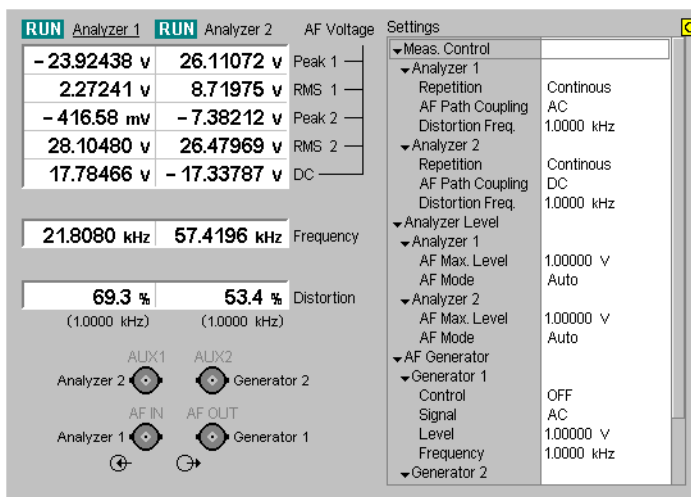 RUN Analyzer 1 RUN Analyzer 2 AF Voltage
- 23.92438 v 26.11072 v Peak 1
2.27241 v 8.71975 v RMS 1
- 416.58 mv - 7.38212 v Peak 2
28.10480 v 26.47969 v RMS 2
17.78466 v - 17.33787 v DC
21.8080 kHz 57.4196 kHz Frequency
69.3 % 53.4 % Distortion
(1.0000 kHz) (1.0000 kHz)
AUX1 AUX2
Analyzer 2 Generator 2
AF IN AF OUT
Analyzer 1 Generator 1
Settings
Meas. Control
Analyzer 1
Repetition Continous
AF Path Coupling AC
Distortion Freq. 1.0000 kHz
Analyzer 2
Repetition Continous
AF Path Coupling DC
Distortion Freq. 1.0000 kHz
Analyzer Level
Analyzer 1
AF Max. Level 1.00000 V
AF Mode Auto
Analyzer 2
AF Max. Level 1.00000 V
AF Mode Auto
AF Generator
Generator 1
Control OFF
Signal AC
Level 1.00000 V
Frequency 1.0000 kHz
Generator 2